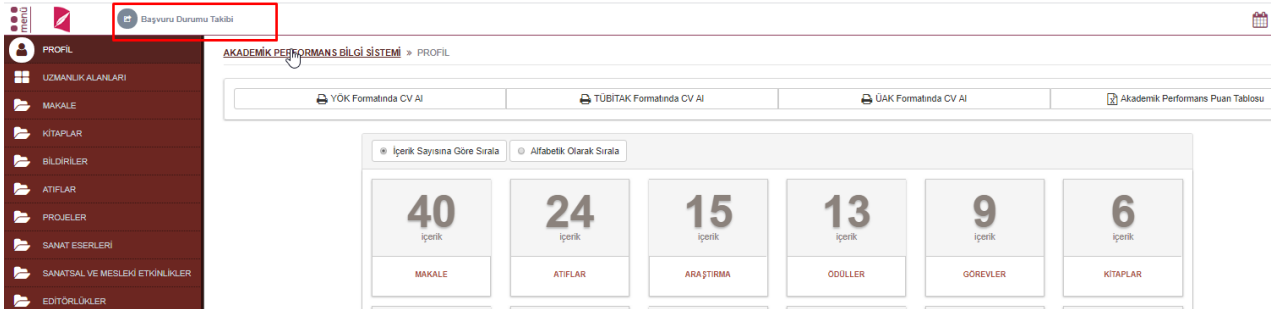 menü
Başvuru Durumu Takibi
PROFİL
UZMANLIK ALANLARI
MAKALE
KİTAPLAR
BİLDİRİLER
ATIFLAR
PROJELER
SANAT ESERLERİ
SANATSAL VE MESLEKİ ETKİNLİKLER
EDİTÖRLÜKLER
AKADEMİK PERFORMANS BİLGİ SİSTEMİ » PROFİL
YÖK Formatında CV Al
TÜBİTAK Formatında CV Al
ÜAK Formatında CV Al
Akademik Performans Puan Tablosu
İçerik Sayısına Göre Sırala
Alfabetik Olarak Sırala
40
içerik
MAKALE
24
içerik
ATIFLAR
15
içerik
ARAŞTIRMA
13
içerik
ÖDÜLLER
9
içerik
GÖREVLER
6
içerik
KİTAPLAR